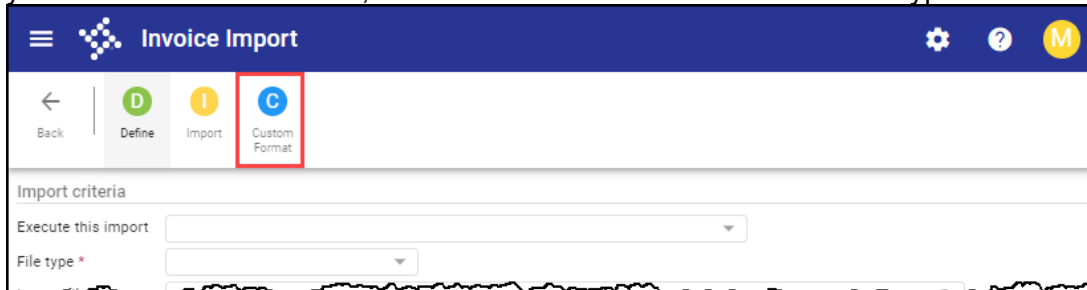 Invoice Import
M
D
I
C
Back
Define
Import
Custom
Format
Import criteria
Execute this import
File type *